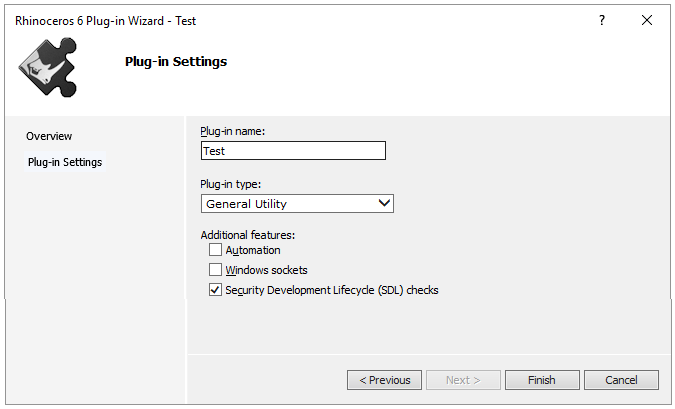 Rhinoceros 6 Plug-in Wizard - Test
?
Plug-in Settings
Overview
Plug-in Settings
Plug-in name:
Test
Plug-in type:
General Utility
Additional features:
Automation
Windows sockets
Security Development Lifecycle (SDL) checks
< Previous
Next >
Finish
Cancel